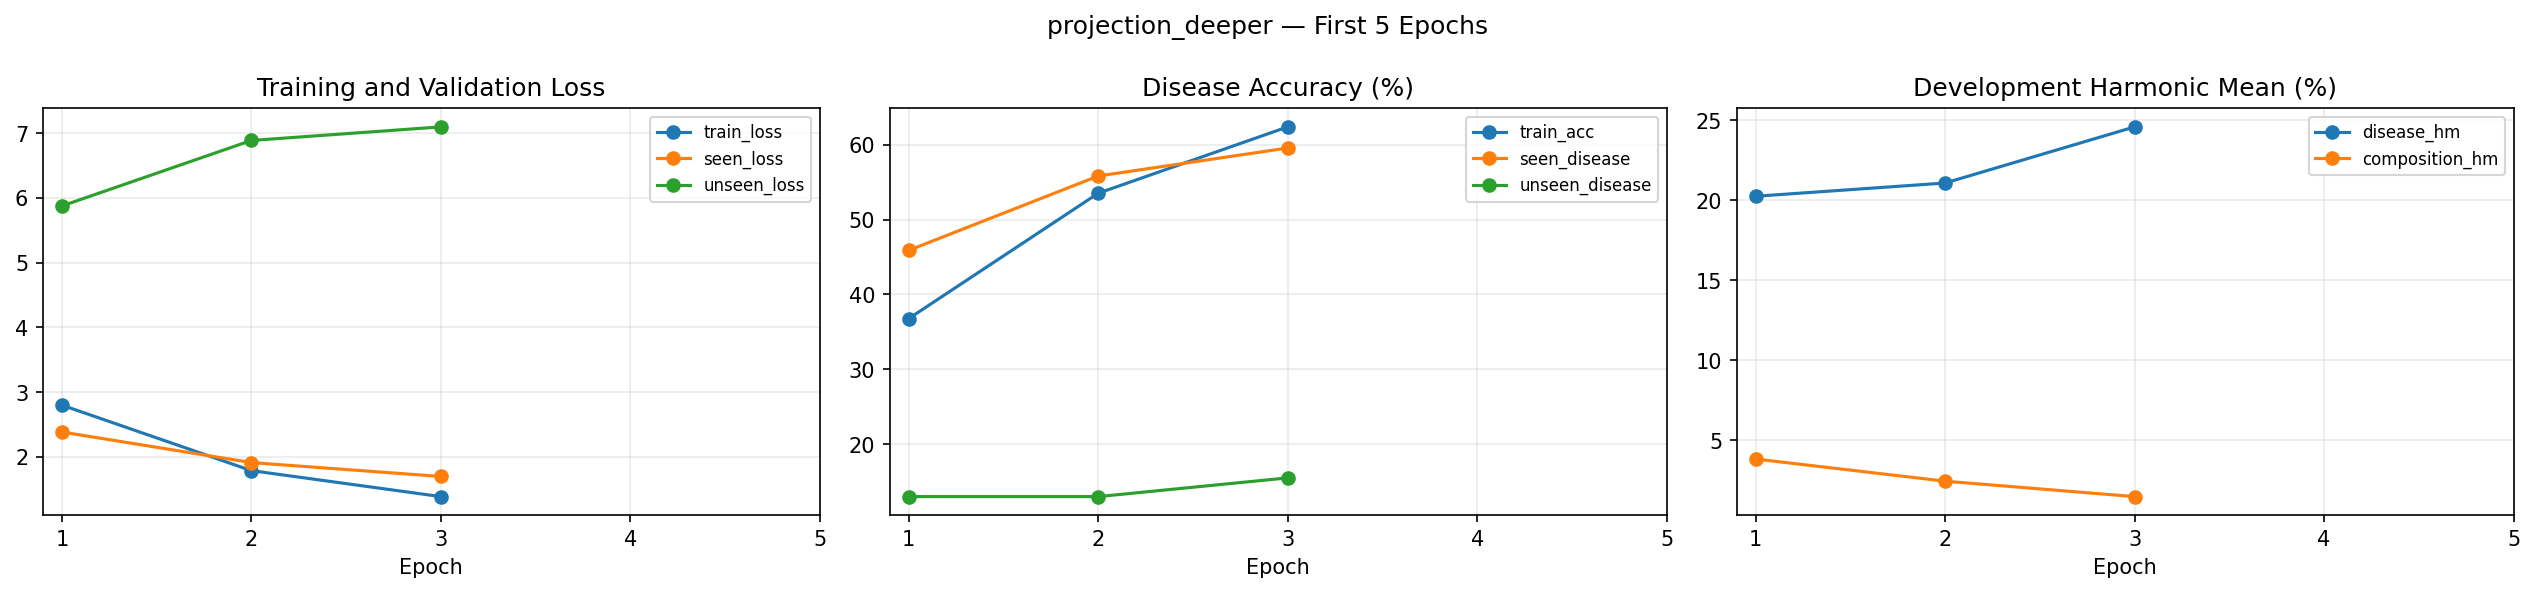 projection_deeper — First 5 Epochs
Training and Validation Loss
7
6
5
4
3
2
1
2
3
4
5
Epoch
train_loss
seen_loss
unseen_loss
Disease Accuracy (%)
60
50
40
30
20
1
2
3
4
5
Epoch
train_acc
seen_disease
unseen_disease
Development Harmonic Mean (%)
25
20
15
10
5
1
2
3
4
5
Epoch
disease_hm
composition_hm